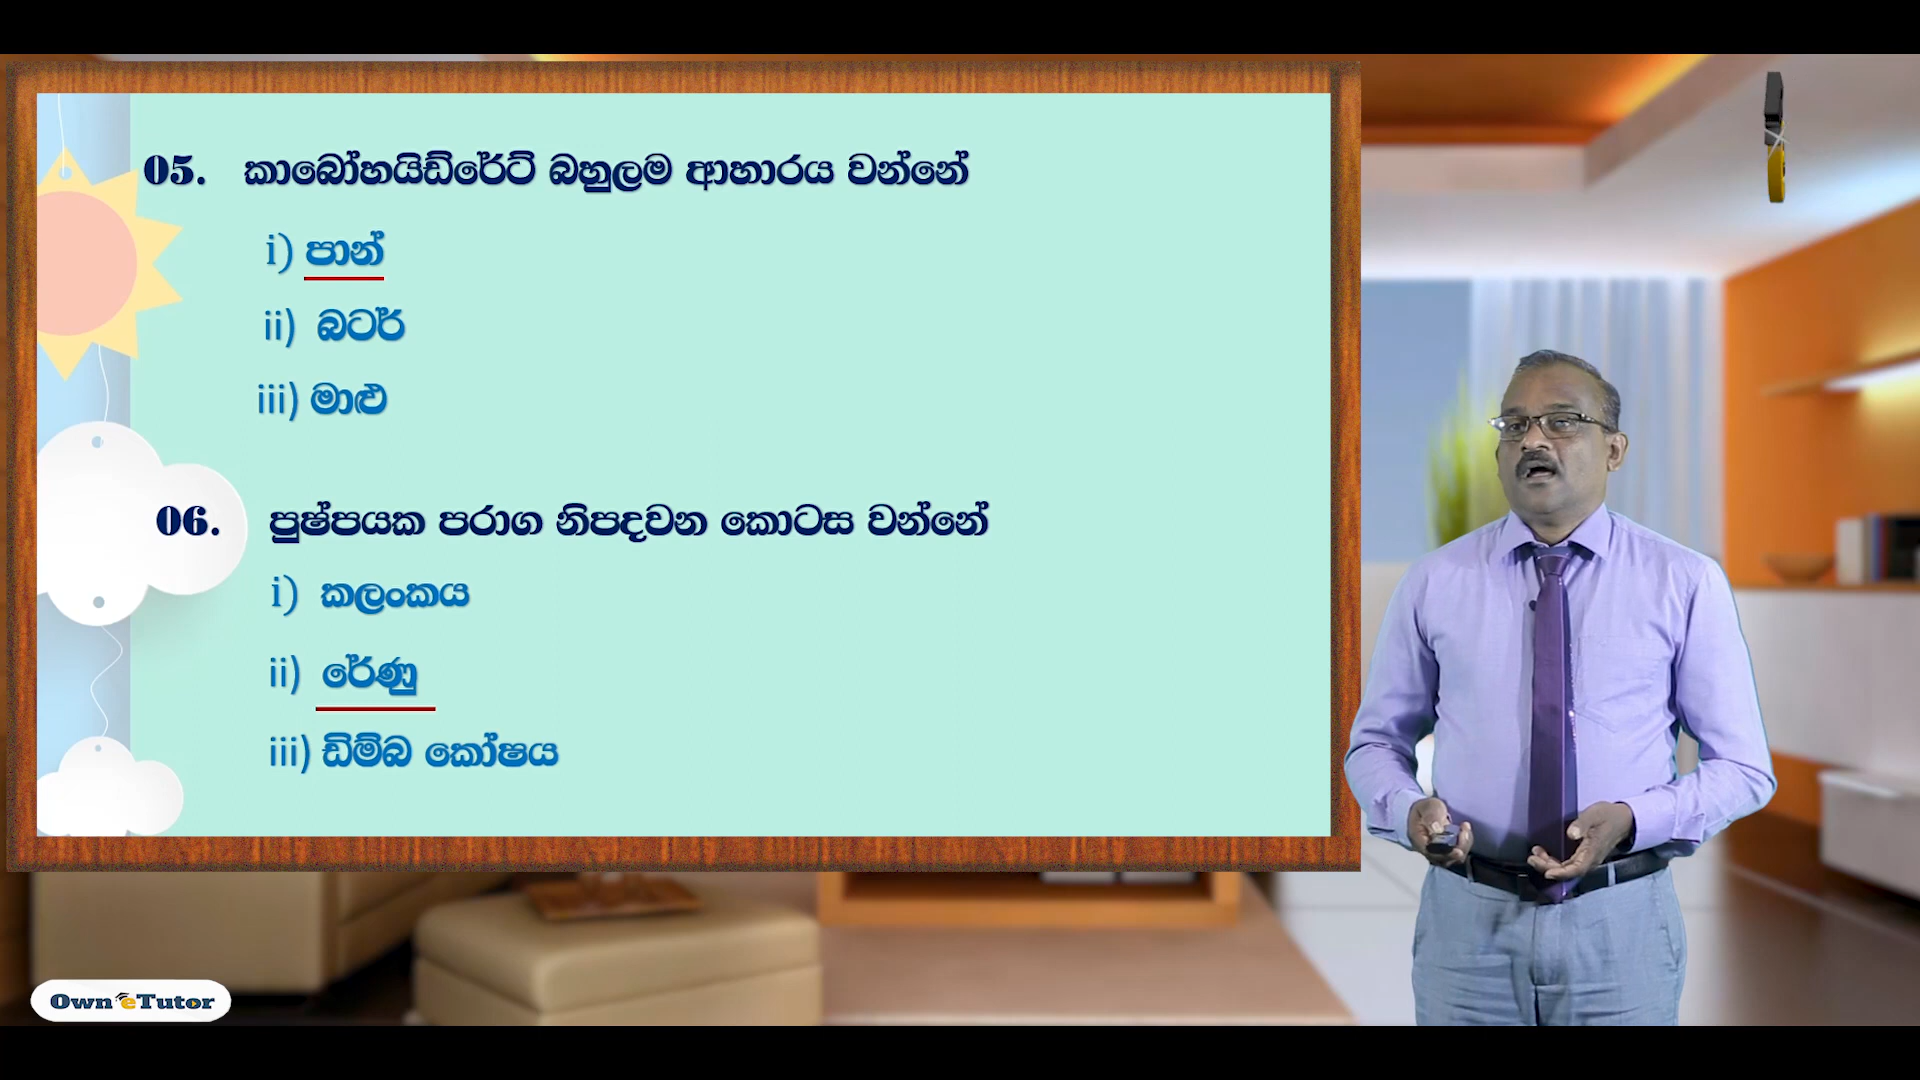 05. කාබෝහයිඩ්රේට් බහුලම ආහාරය වන්නේ
i) පාන්
ii) බටර්
iii) මාළු
06. පුෂ්පයක පරාග නිපදවන කොටස වන්නේ
i) කලංකය
ii) රේණු
iii) ඩිම්බ කෝෂය
Own eTutor